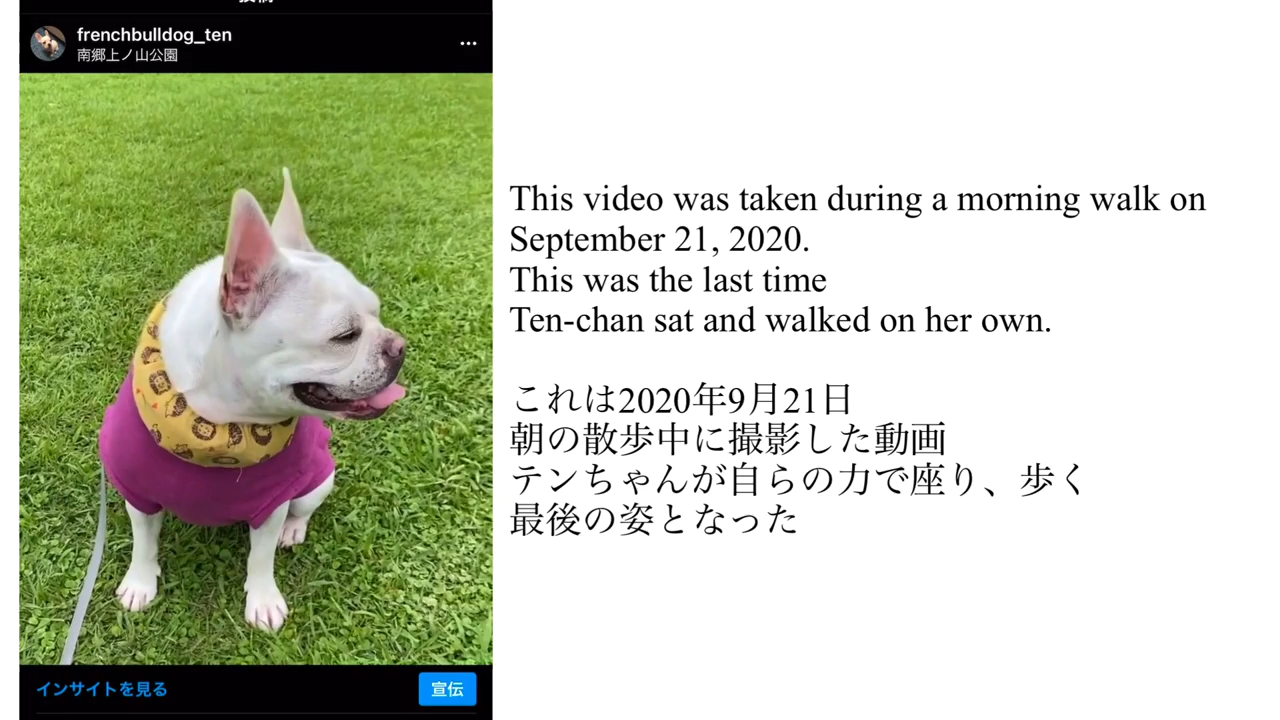 frenchbulldog_ten
南郷上ノ山公園
インサイトを見る
宣伝
This video was taken during a morning walk on
September 21, 2020.
This was the last time
Ten-chan sat and walked on her own.
これは2020年9月21日
朝の散歩中に撮影した動画
テンちゃんが自らの力で座り、歩く
最後の姿となった